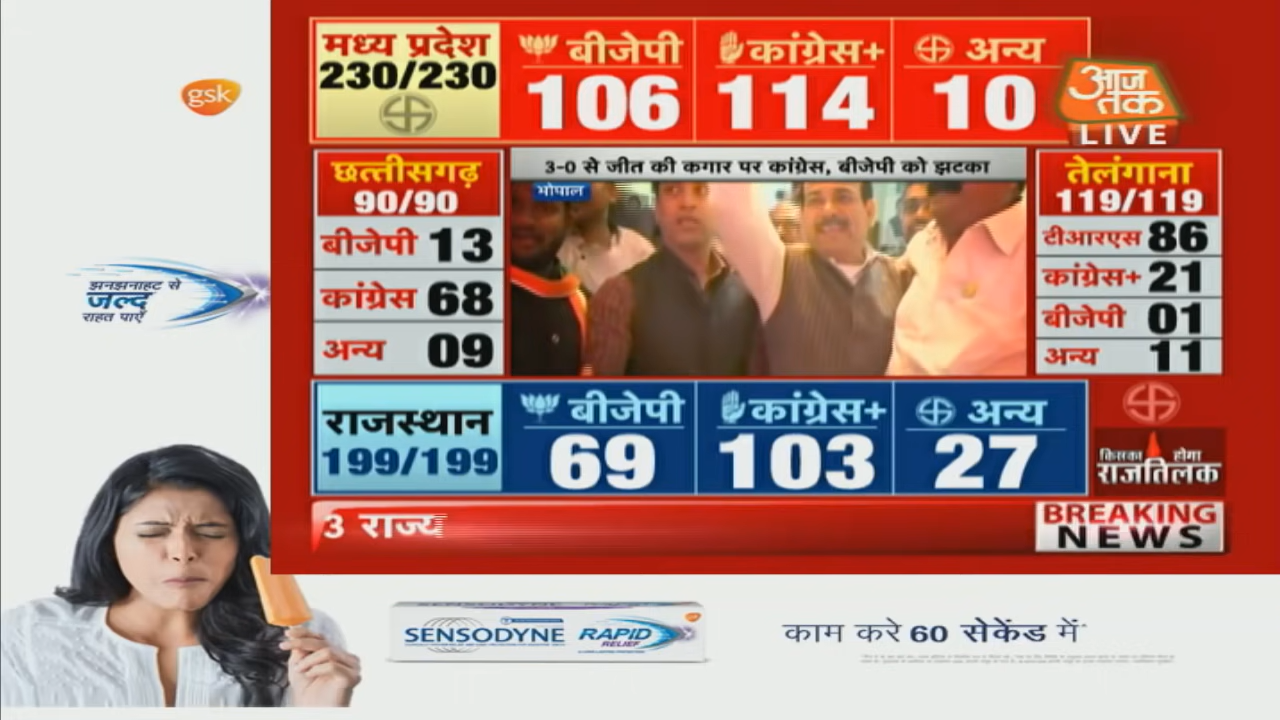 gsk
मध्य प्रदेश
230/230
बीजेपी
106
कांग्रेस+
114
अन्य
10
आज
तक
LIVE
छत्तीसगढ़
90/90
बीजेपी 13
कांग्रेस 68
अन्य 09
3-0 से जीत की कगार पर कांग्रेस, बीजेपी को झटका
भोपाल
तेलंगाना
119/119
टीआरएस 86
कांग्रेस+ 21
बीजेपी 01
अन्य 11
झनझनाहट से
जल्द
राहत पाएँ
राजस्थान
199/199
बीजेपी
69
कांग्रेस+
103
अन्य
27
किसका होगा
राजतिलक
3 राज्य
BREAKING
NEWS
SENSODYNE RAPID
RELIEF
काम करे 60 सेकेंड में*